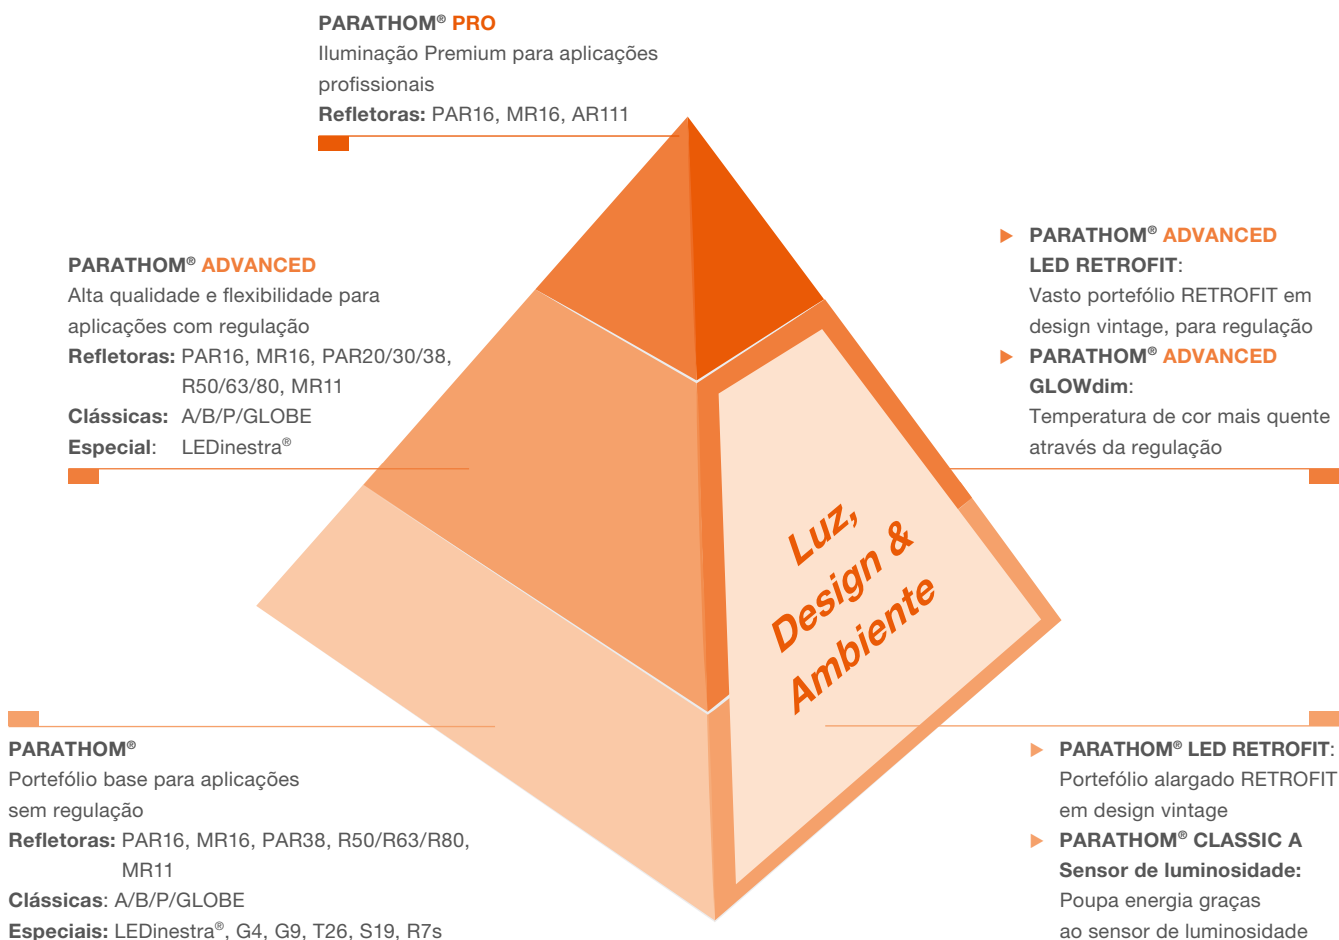 PARATHOM® PRO
Iluminação Premium para aplicações
profissionais
Refletoras: PAR16, MR16, AR111
PARATHOM® ADVANCED
Alta qualidade e flexibilidade para
aplicações com regulação
Refletoras: PAR16, MR16, PAR20/30/38,
R50/63/80, MR11
Clássicas: A/B/P/GLOBE
Especial: LEDinestra®
▶ PARATHOM® ADVANCED
LED RETROFIT:
Vasto portefólio RETROFIT em
design vintage, para regulação
▶ PARATHOM® ADVANCED
GLOWdim:
Temperatura de cor mais quente
através da regulação
Luz,
Design &
Ambiente
PARATHOM®
Portefólio base para aplicações
sem regulação
Refletoras: PAR16, MR16, PAR38, R50/R63/R80,
MR11
Clássicas: A/B/P/GLOBE
Especiais: LEDinestra®, G4, G9, T26, S19, R7s
▶ PARATHOM® LED RETROFIT:
Portefólio alargado RETROFIT
em design vintage
▶ PARATHOM® CLASSIC A
Sensor de luminosidade:
Poupa energia graças
ao sensor de luminosidade